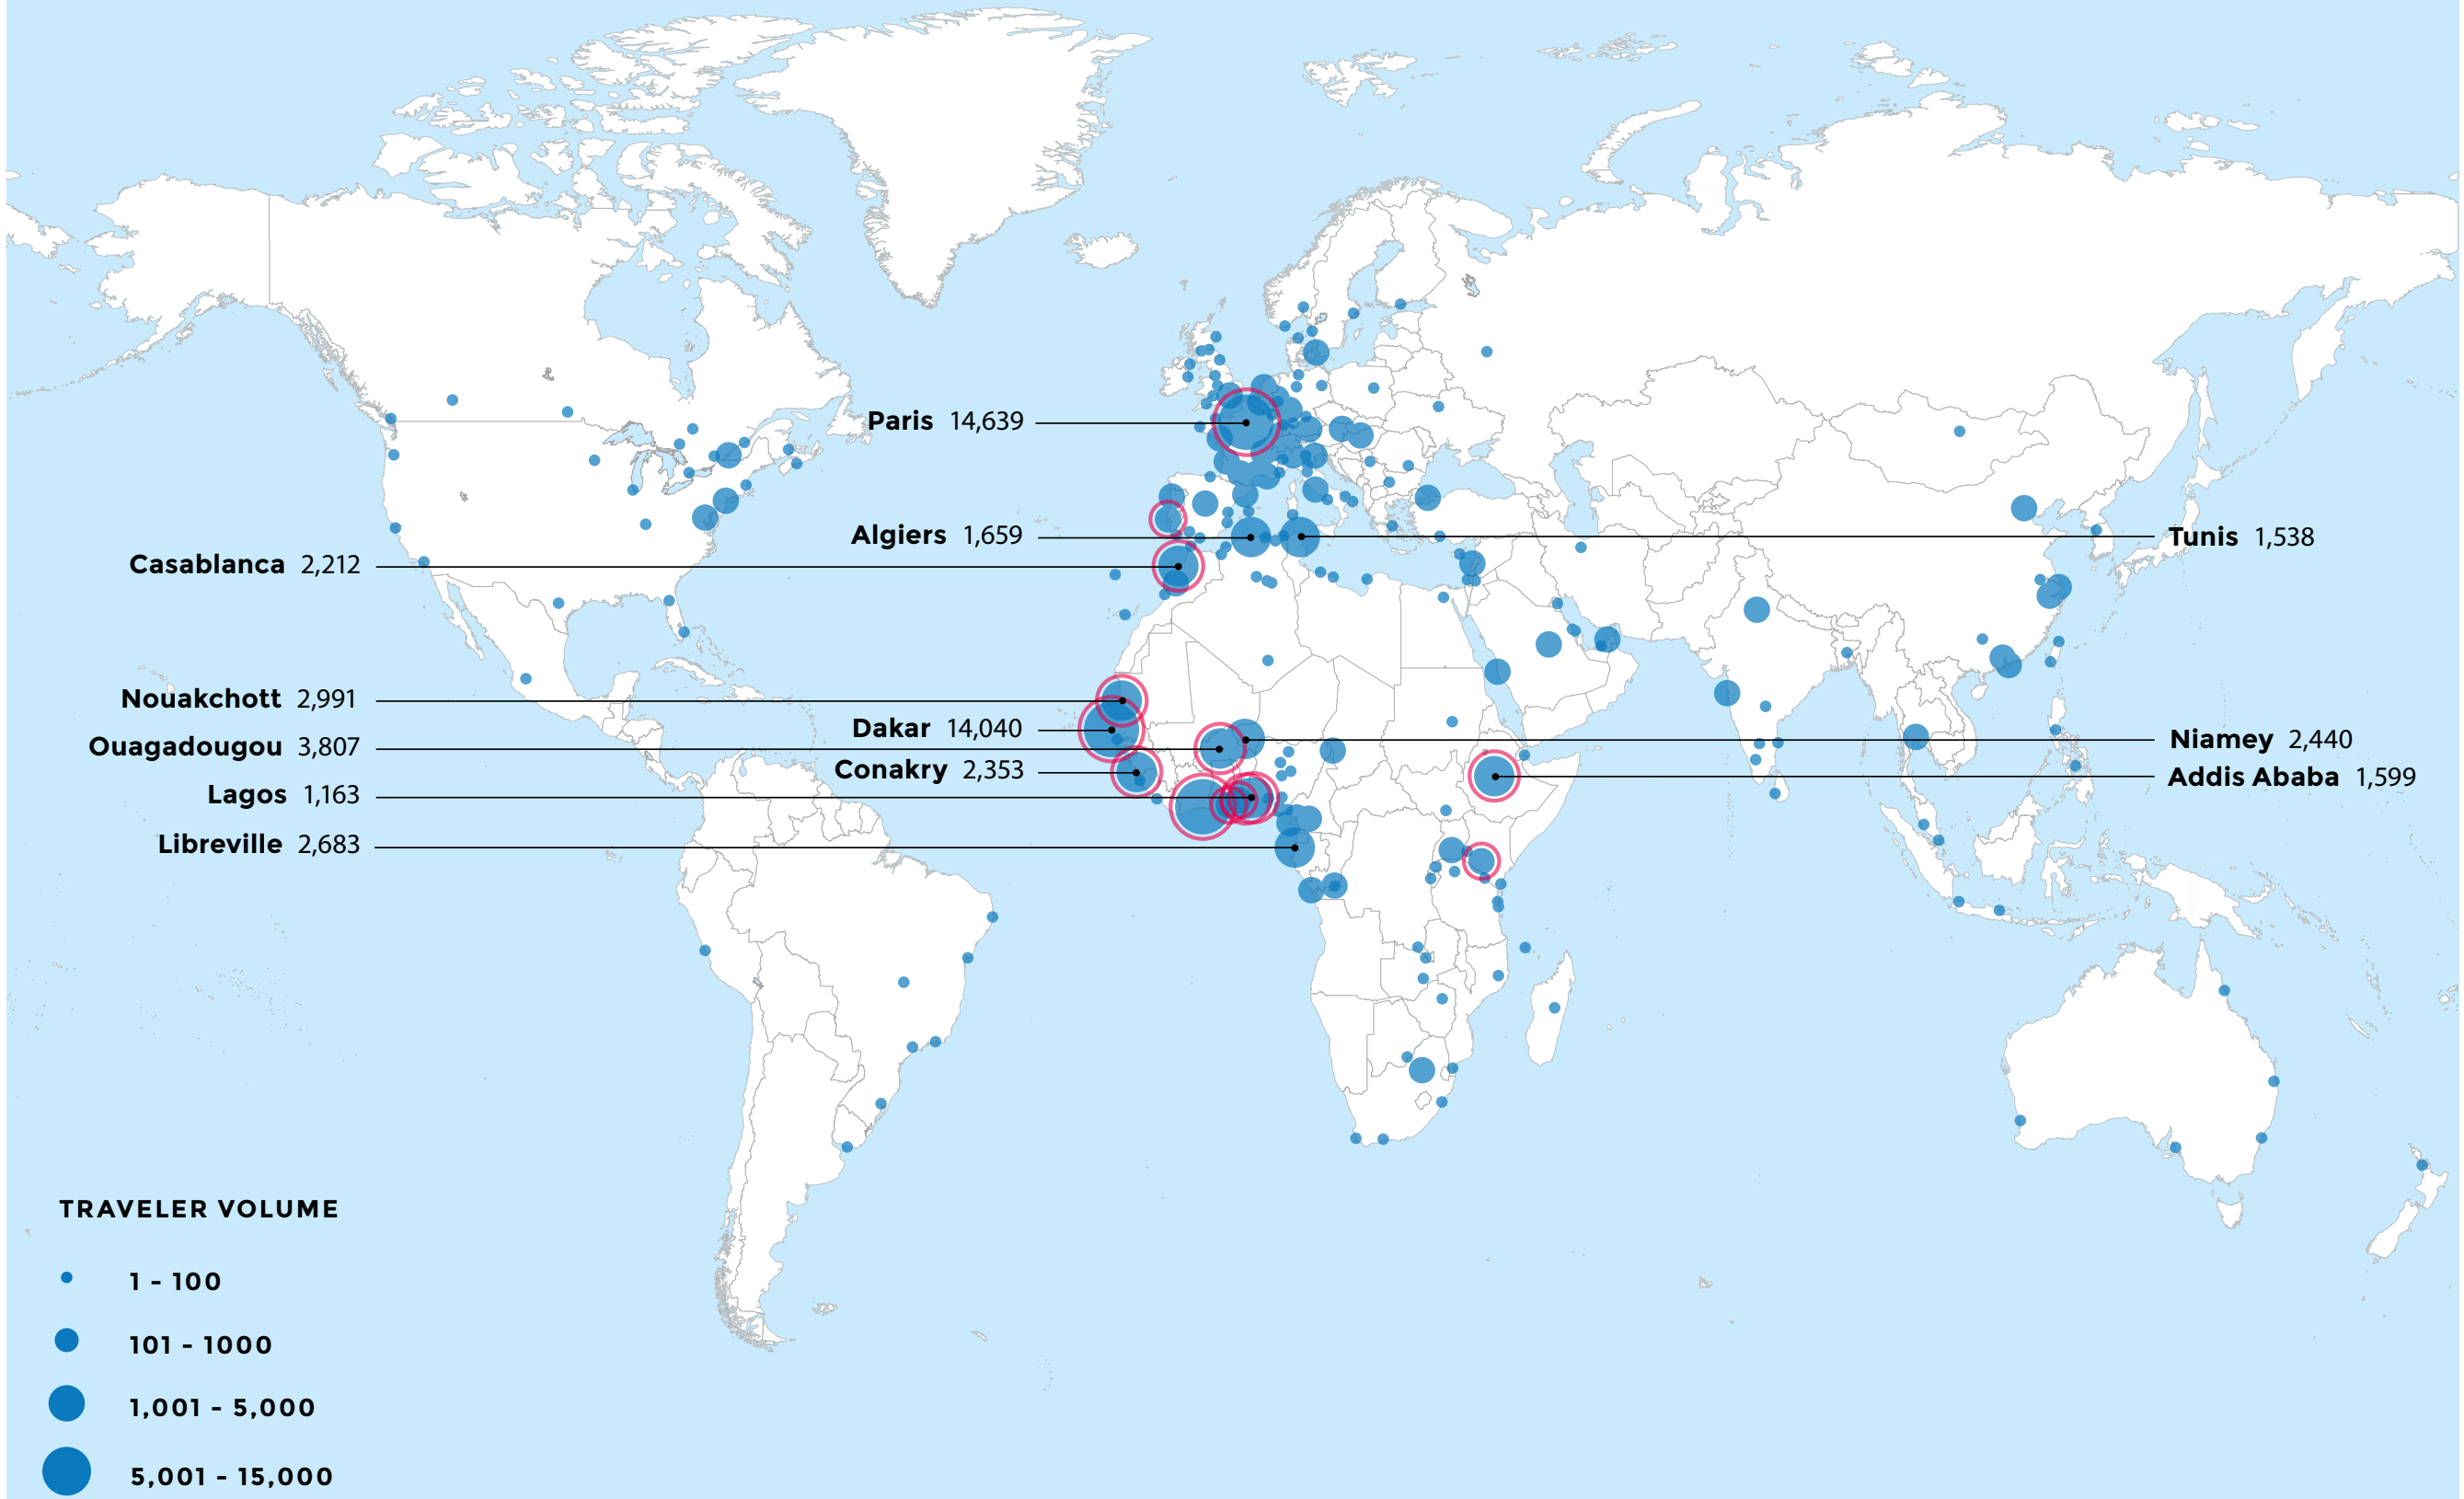 Paris 14,639
Algiers 1,659
Tunis 1,538
Casablanca 2,212
Nouakchott 2,991
Dakar 14,040
Ouagadougou 3,807
Niamey 2,440
Conakry 2,353
Addis Ababa 1,599
Lagos 1,163
Libreville 2,683
TRAVELER VOLUME
1 - 100
101 - 1000
1,001 - 5,000
5,001 - 15,000